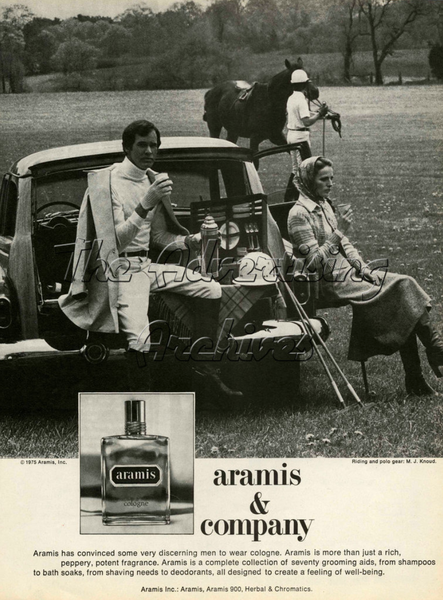 The Advertising
Archives
© 1975 Aramis, Inc.
Riding and polo gear: M. J. Knoud.
aramis
cologne
aramis
&
company
Aramis has convinced some very discerning men to wear cologne. Aramis is more than just a rich,
peppery, potent fragrance. Aramis is a complete collection of seventy grooming aids, from shampoos
to bath soaks, from shaving needs to deodorants, all designed to create a feeling of well-being.
Aramis Inc.: Aramis, Aramis 900, Herbal & Chromatics.